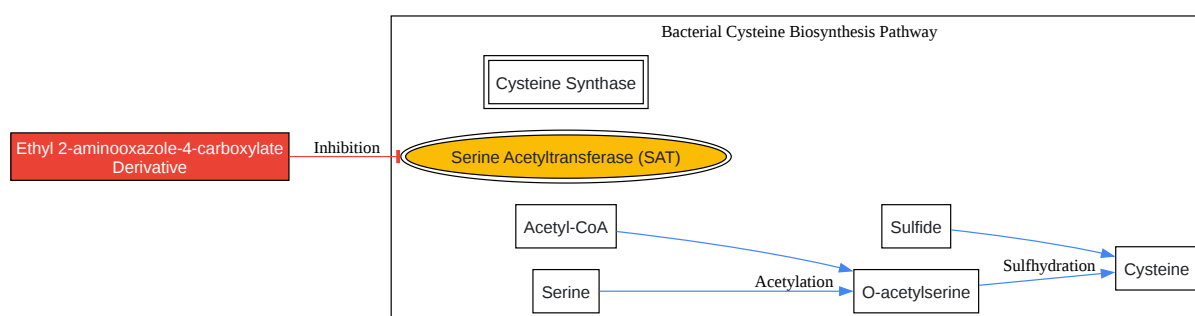 Bacterial Cysteine Biosynthesis Pathway
Cysteine Synthase
Ethyl 2-aminooxazole-4-carboxylate
Derivative
Inhibition
Serine Acetyltransferase (SAT)
Acetyl-CoA
Sulfide
Serine
Acetylation
O-acetylserine
Sulfhydration
Cysteine